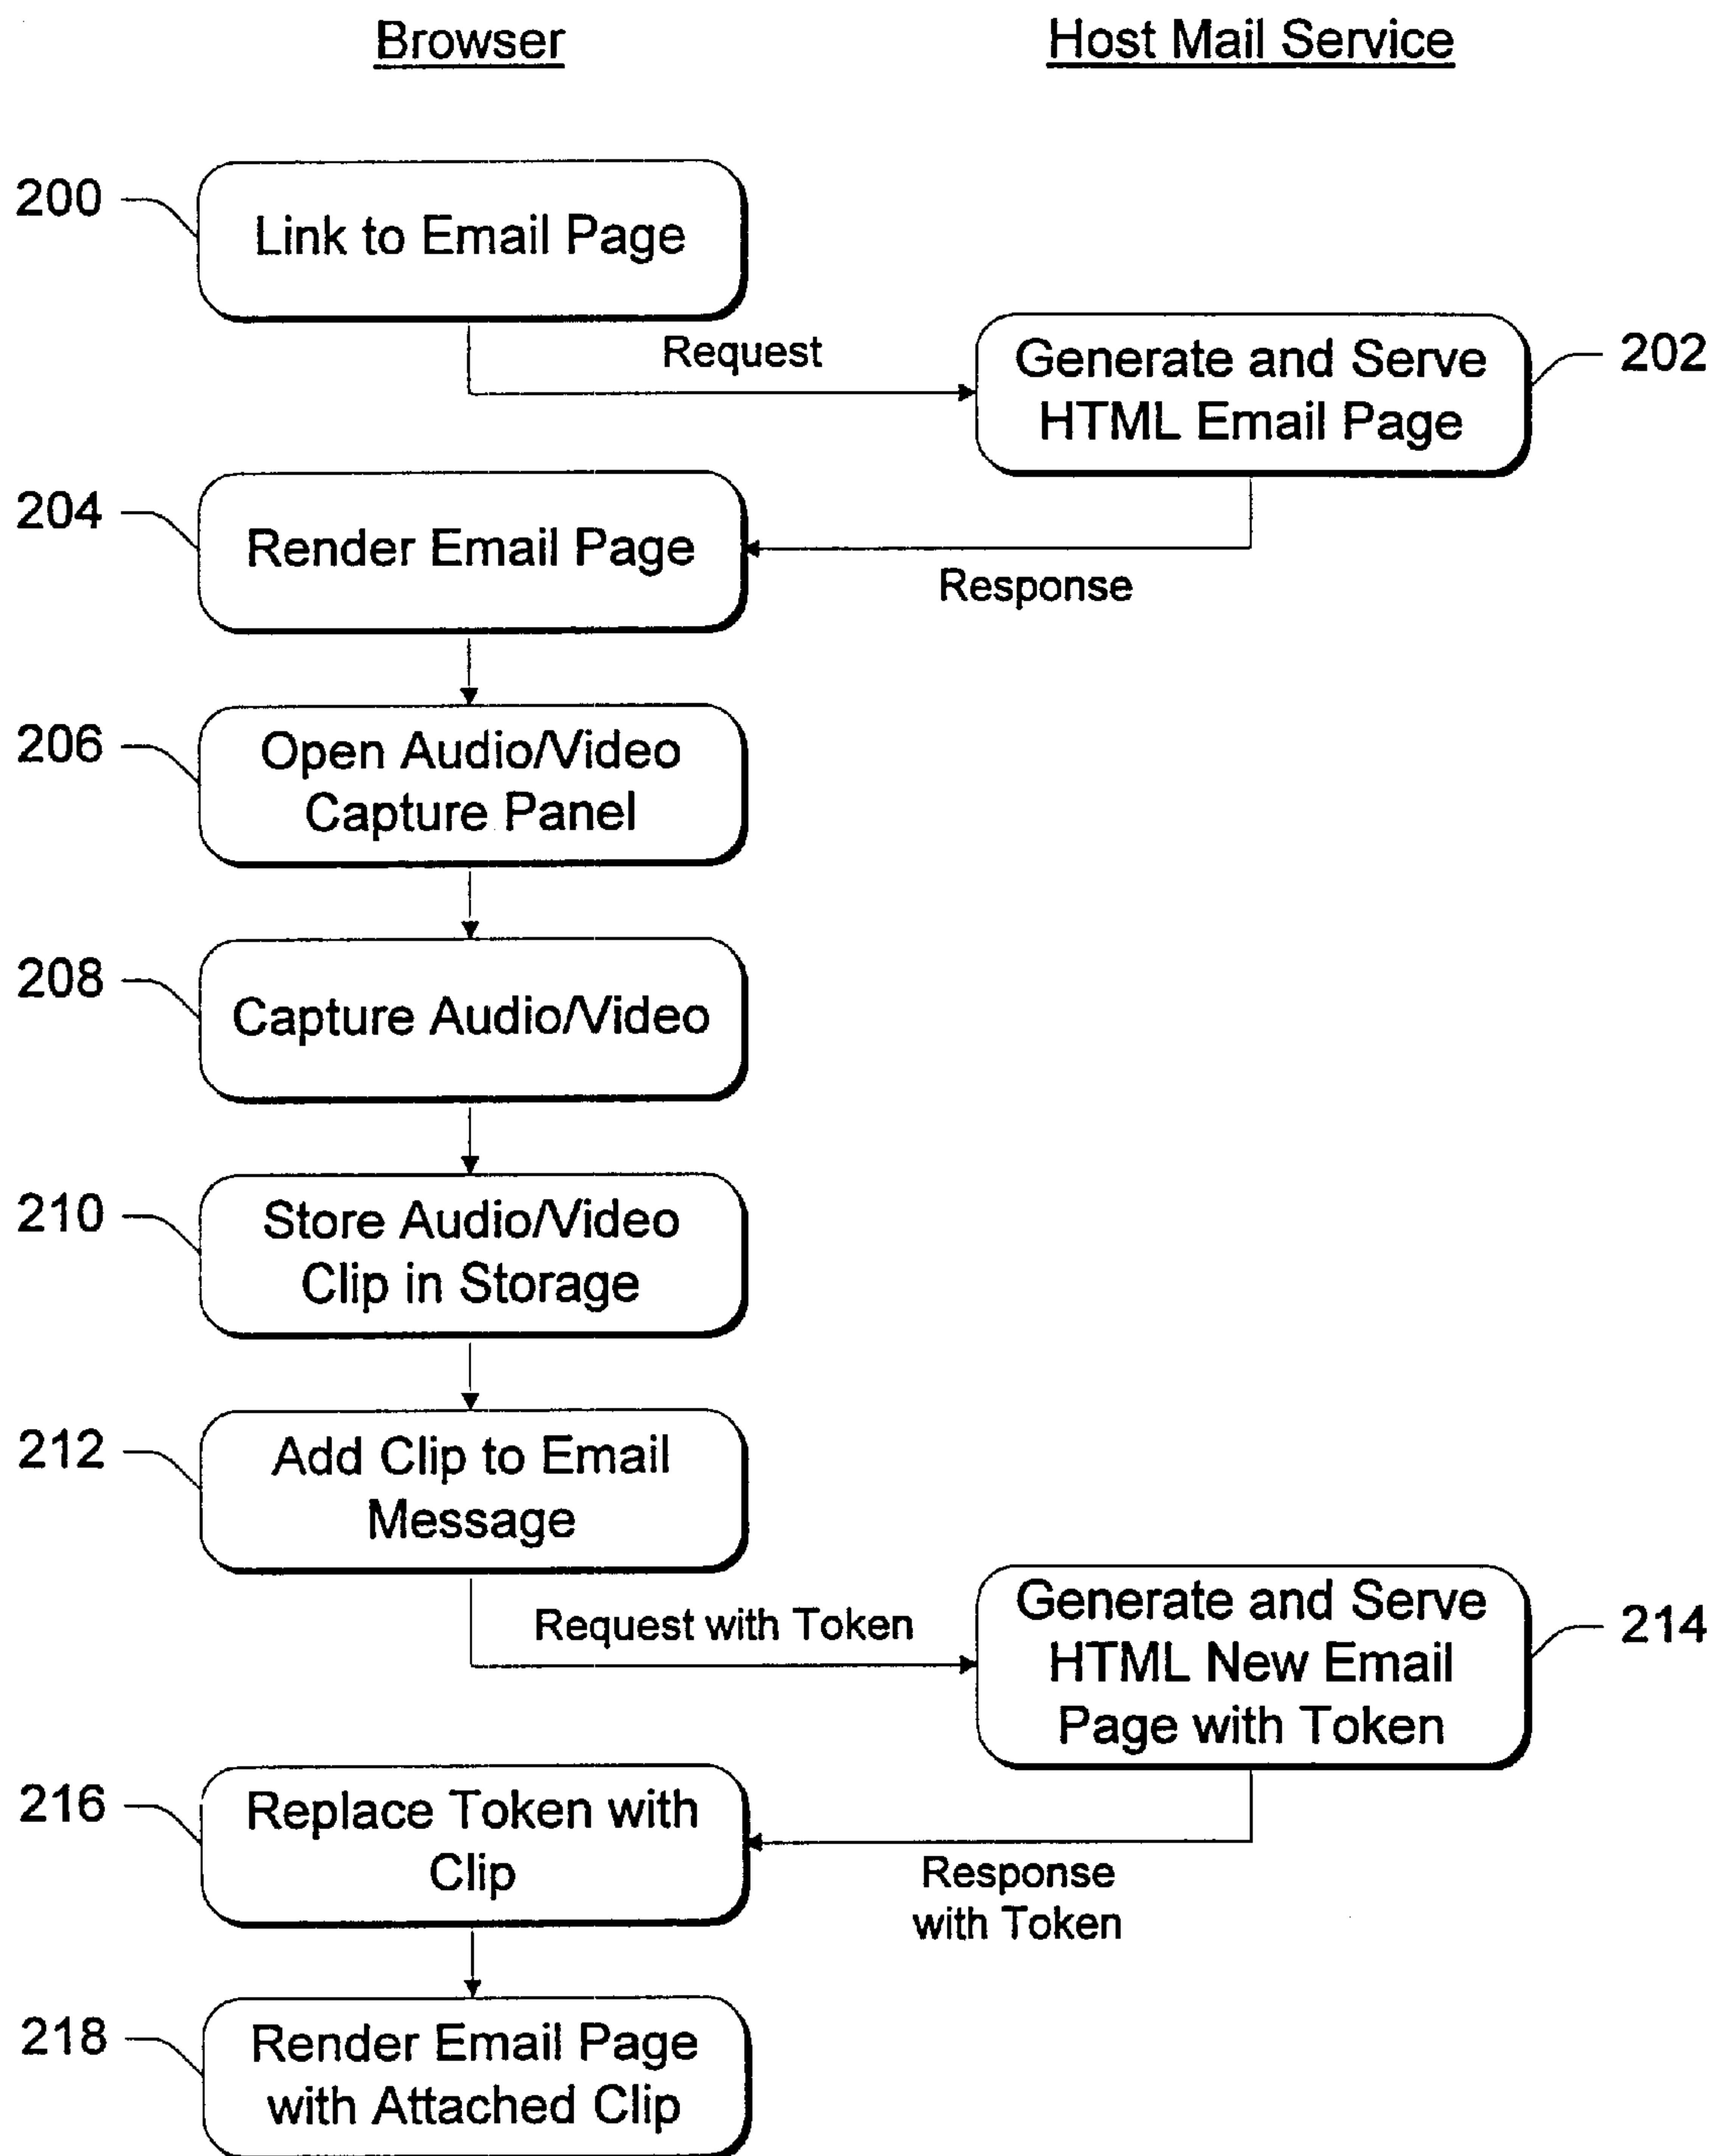 Browser
Host Mail Service
200
Link to Email Page
Request
Generate and Serve
HTML Email Page
202
204
Render Email Page
Response
206
Open Audio/Video
Capture Panel
208
Capture Audio/Video
210
Store Audio/Video
Clip in Storage
212
Add Clip to Email
Message
Request with Token
Generate and Serve
HTML New Email
Page with Token
214
216
Replace Token with
Clip
Response
with Token
218
Render Email Page
with Attached Clip